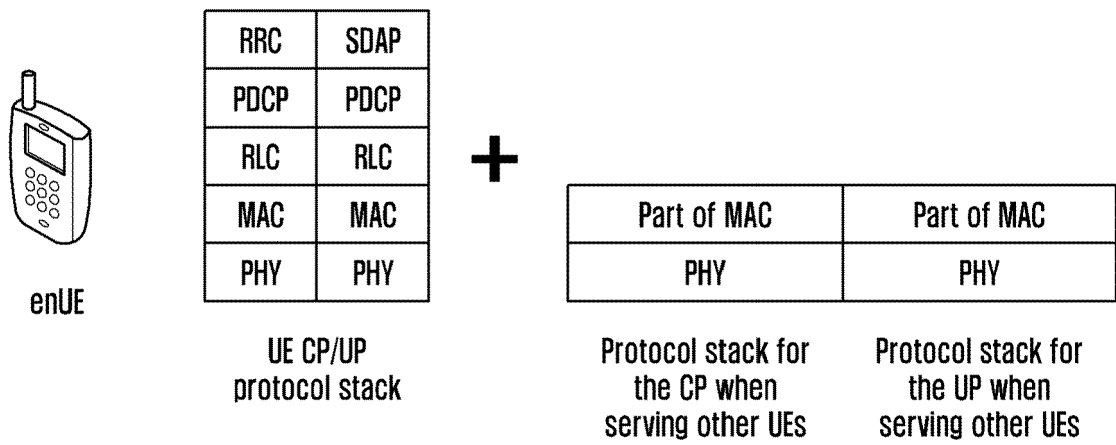 RRC SDAP
PDCP PDCP
RLC RLC
+
MAC MAC
PHY PHY
Part of MAC Part of MAC
PHY PHY
enUE
UE CP/UP
protocol stack
Protocol stack for
the CP when
serving other UEs
Protocol stack for
the UP when
serving other UEs